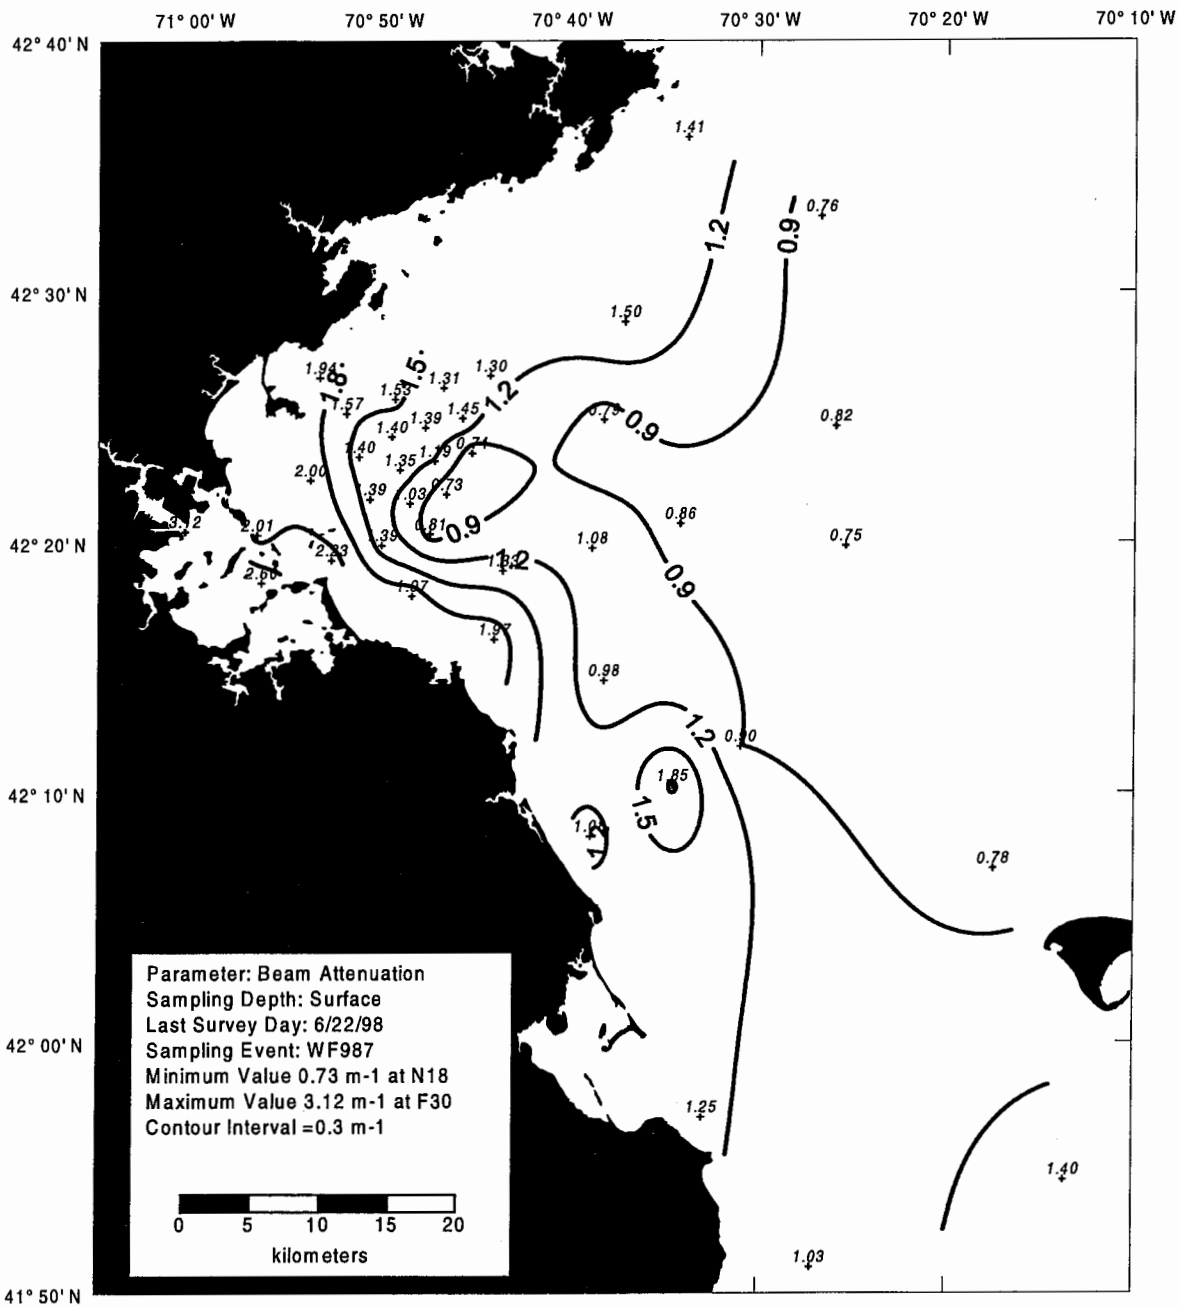 71° 00' W 70° 50' W 70° 40' W 70° 30' W 70° 20' W 70° 10' W
42° 40' N
1.41
0.76
1.2
0.9
42° 30' N
1.50
1.94
1.8
1.5
1.53
1.31
1.30
1.57
1.2
1.45
1.39
1.40
0.9
0.82
1.40
1.35
1.19
0.71
2.00
0.73
0.86
3.12
2.01
0.81
0.9
1.08
0.75
42° 20' N
1.39
2.33
1.2
2.60
0.9
1.97
0.98
1.2
0.90
1.85
42° 10' N
1.5
1.2
0.78
Parameter: Beam Attenuation
Sampling Depth: Surface
Last Survey Day: 6/22/98
Sampling Event: WF987
Minimum Value 0.73 m-1 at N18
Maximum Value 3.12 m-1 at F30
Contour Interval =0.3 m-1
0 5 10 15 20
kilometers
42° 00' N
1.25
1.40
1.03
41° 50' N